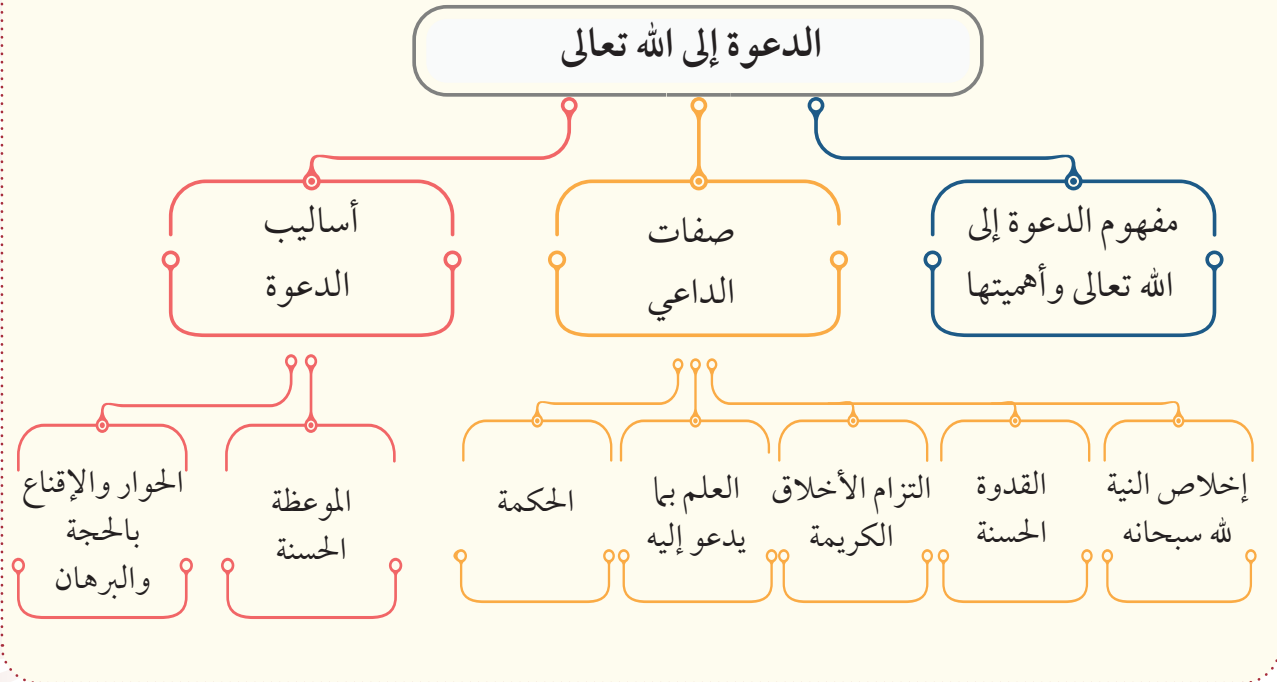 الدعوة إلى الله تعالى
مفهوم الدعوة إلى
الله تعالى وأهميتها
صفات
الداعي
أساليب
الدعوة
إخلاص النية
لله سبحانه
القدوة
الحسنة
التزام الأخلاق
الكريمة
العلم بما
يدعو إليه
الحكمة
الموعظة
الحسنة
الحوار والإقناع
بالحجة
والبرهان